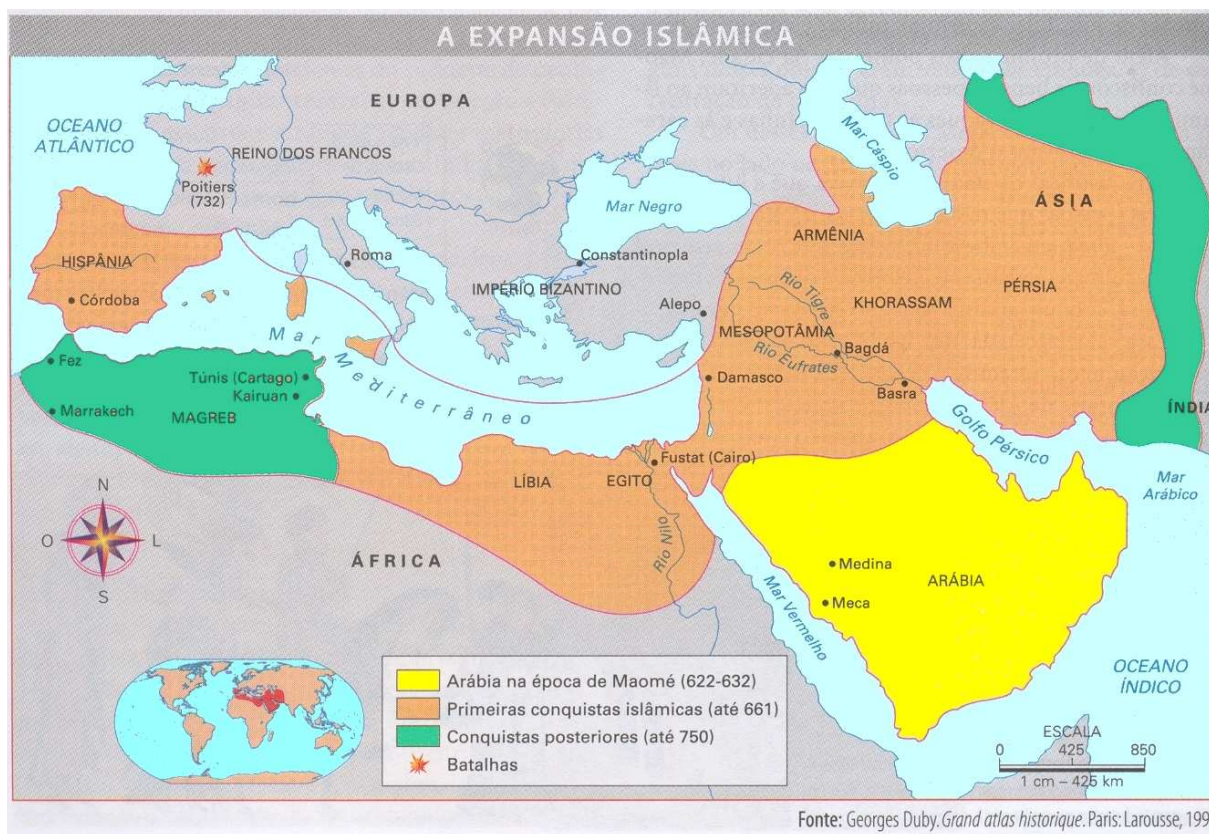 A EXPANSÃO ISLÂMICA
EUROPA
OCEANO
ATLÂNTICO
REINO DOS FRANCOS
Poitiers
(732)
Mar Cáspio
Mar Negro
ÁSIA
ARMÊNIA
HISPÂNIA
Córdoba
Roma
Constantinopla
IMPÉRIO BIZANTINO
Alepo
Rio Tigre
KHORASSAM
PÉRSIA
MESOPOTÂMIA
Rio Eufrates
Bagdá
Basra
Mar Mediterrâneo
Fez
Túnis (Cartago)
Kairuan
Marrakech
MAGREB
Damasco
Golfo Pérsico
ÍNDIA
Mar
Arábico
Fustat (Cairo)
LÍBIA
EGITO
Rio Nilo
N
O
L
S
ÁFRICA
Medina
ARÁBIA
Meca
Mar Vermelho
OCEANO
ÍNDICO
Arábia na época de Maomé (622-632)
Primeiras conquistas islâmicas (até 661)
Conquistas posteriores (até 750)
Batalhas
ESCALA
0 425 850
1 cm – 425 km
Fonte: Georges Duby. Grand atlas historique. Paris: Larousse, 199